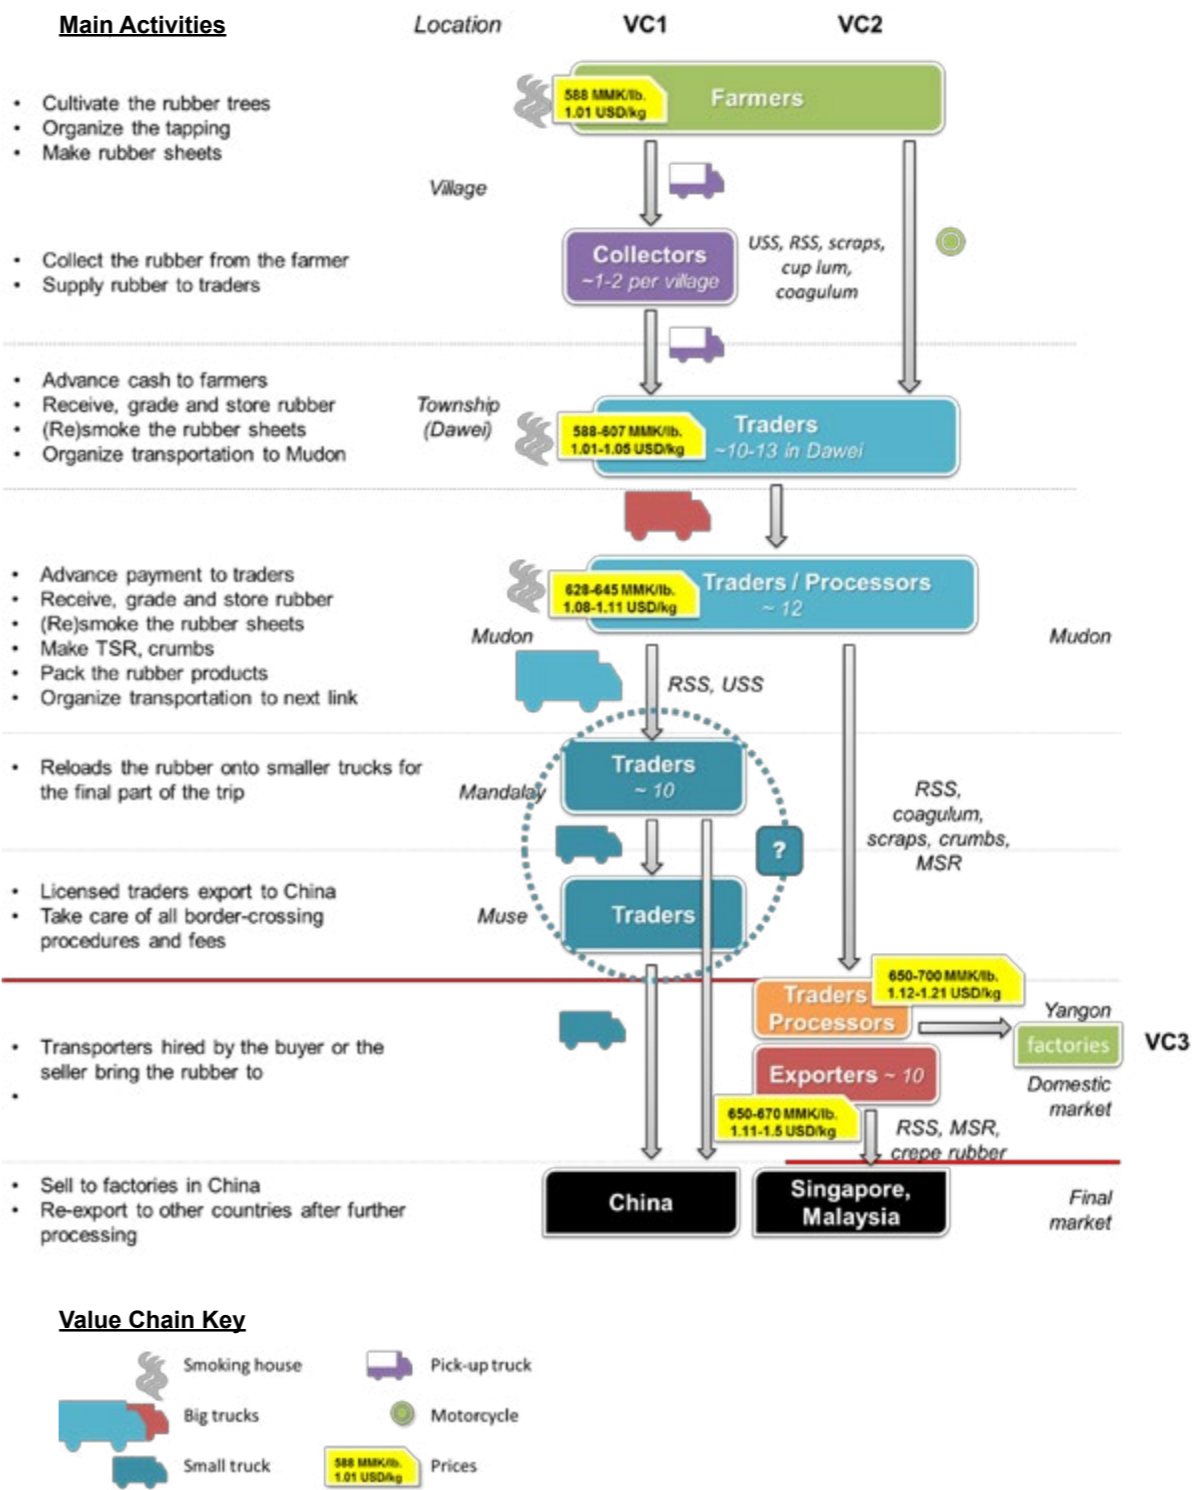 Main Activities
Location
VC1
VC2
• Cultivate the rubber trees
• Organize the tapping
• Make rubber sheets
588 MMK/lb.
1.01 USD/kg
Farmers
Village
• Collect the rubber from the farmer
• Supply rubber to traders
Collectors
~1-2 per village
USS, RSS, scraps,
cup lum,
coagulum
• Advance cash to farmers
• Receive, grade and store rubber
• (Re)smoke the rubber sheets
• Organize transportation to Mudon
Township
(Dawei)
588-607 MMK/lb.
1.01-1.05 USD/kg
Traders
~10-13 in Dawei
• Advance payment to traders
• Receive, grade and store rubber
• (Re)smoke the rubber sheets
• Make TSR, crumbs
• Pack the rubber products
• Organize transportation to next link
628-645 MMK/lb.
1.08-1.11 USD/kg
Traders / Processors
~ 12
Mudon
Mudon
RSS, USS
• Reloads the rubber onto smaller trucks for
the final part of the trip
Mandalay
Traders
~ 10
RSS,
coagulum,
scraps, crumbs,
MSR
?
• Licensed traders export to China
• Take care of all border-crossing
procedures and fees
Muse
Traders
650-700 MMK/lb.
1.12-1.21 USD/kg
Traders
Processors
Yangon
factories
VC3
Domestic
market
• Transporters hired by the buyer or the
seller bring the rubber to
•
Exporters ~ 10
650-670 MMK/lb.
1.11-1.5 USD/kg
RSS, MSR,
crepe rubber
• Sell to factories in China
• Re-export to other countries after further
processing
China
Singapore,
Malaysia
Final
market
Value Chain Key
Smoking house
Pick-up truck
Big trucks
Motorcycle
Small truck
588 MMK/lb.
1.01 USD/kg
Prices